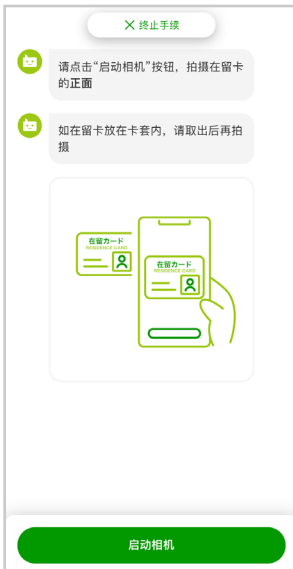 终止手续
请点击“启动相机”按钮，拍摄在留卡
的正面
如在留卡放在卡套内，请取出后再拍
摄
在留カード
RESIDENCE CARD
在留カード
RESIDENCE CARD
启动相机